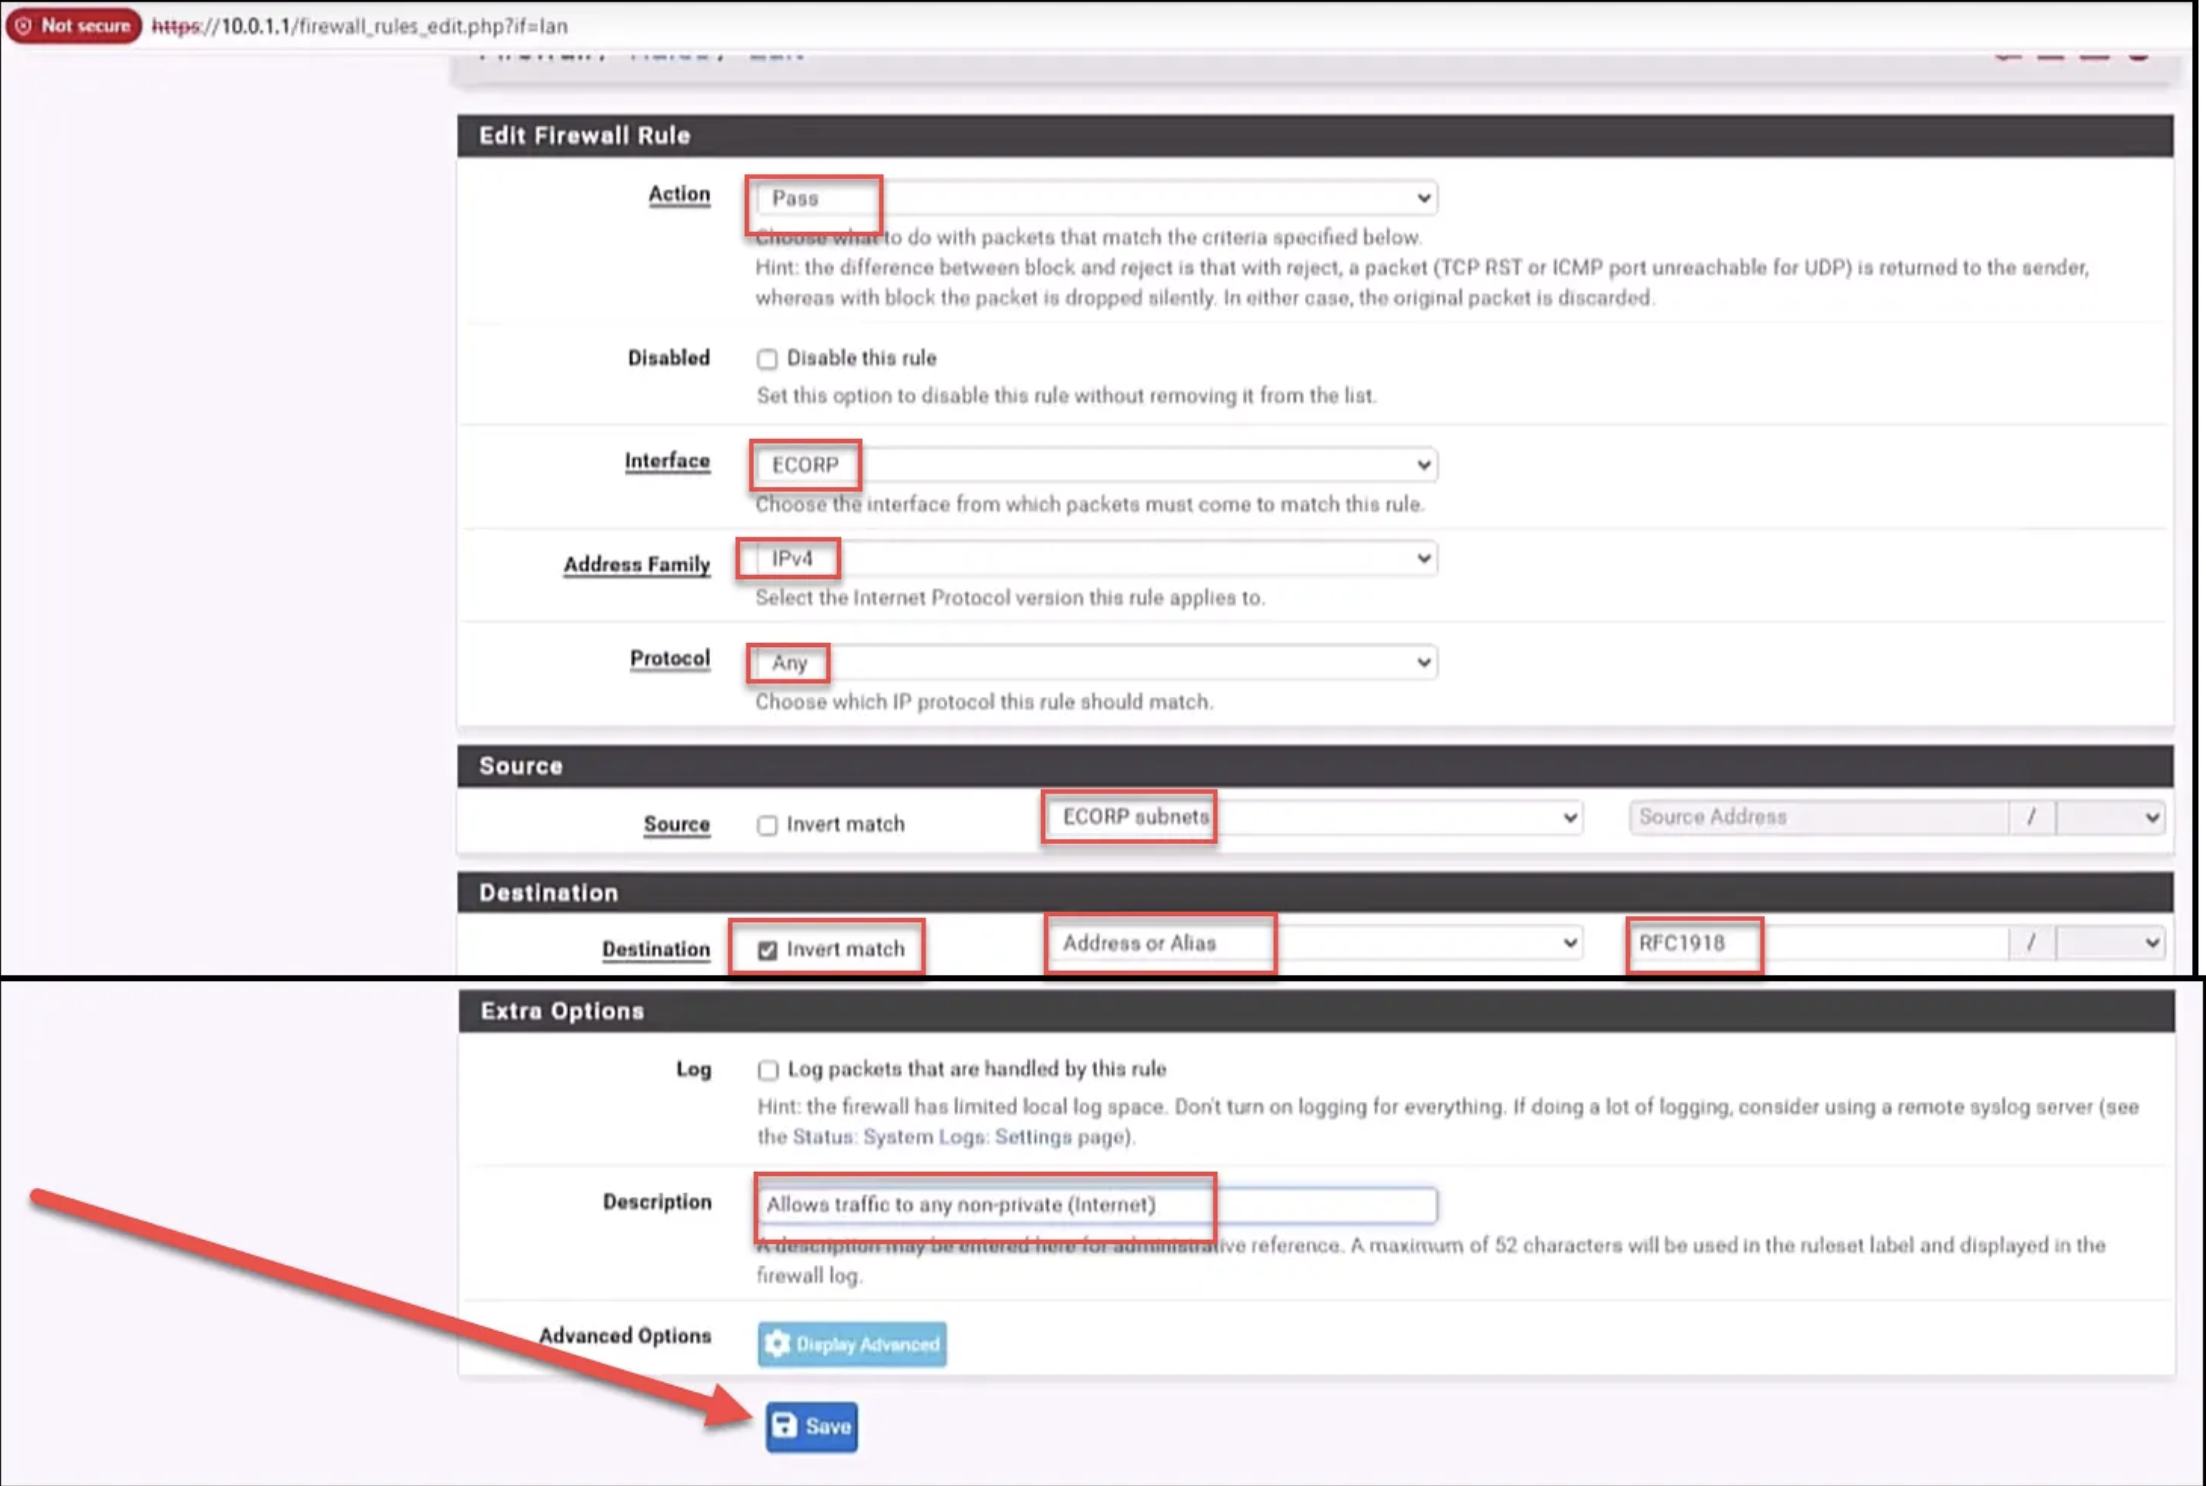 Not secure https://10.0.1.1/firewall_rules_edit.php?if=lan
Edit Firewall Rule
Action
Pass
Choose what to do with packets that match the criteria specified below.
Hint: the difference between block and reject is that with reject, a packet (TCP RST or ICMP port unreachable for UDP) is returned to the sender,
whereas with block the packet is dropped silently. In either case, the original packet is discarded.
Disabled
Disable this rule
Set this option to disable this rule without removing it from the list.
Interface
ECORP
Choose the interface from which packets must come to match this rule.
Address Family
IPv4
Select the Internet Protocol version this rule applies to.
Protocol
Any
Choose which IP protocol this rule should match.
Source
Source
Invert match
ECORP subnets
Source Address
/
Destination
Destination
Invert match
Address or Alias
RFC1918
/
Extra Options
Log
Log packets that are handled by this rule
Hint: the firewall has limited local log space. Don't turn on logging for everything. If doing a lot of logging, consider using a remote syslog server (see
the Status: System Logs: Settings page).
Description
Allows traffic to any non-private (Internet)
A description may be entered here for administrative reference. A maximum of 52 characters will be used in the ruleset label and displayed in the
firewall log.
Advanced Options
Display Advanced
Save